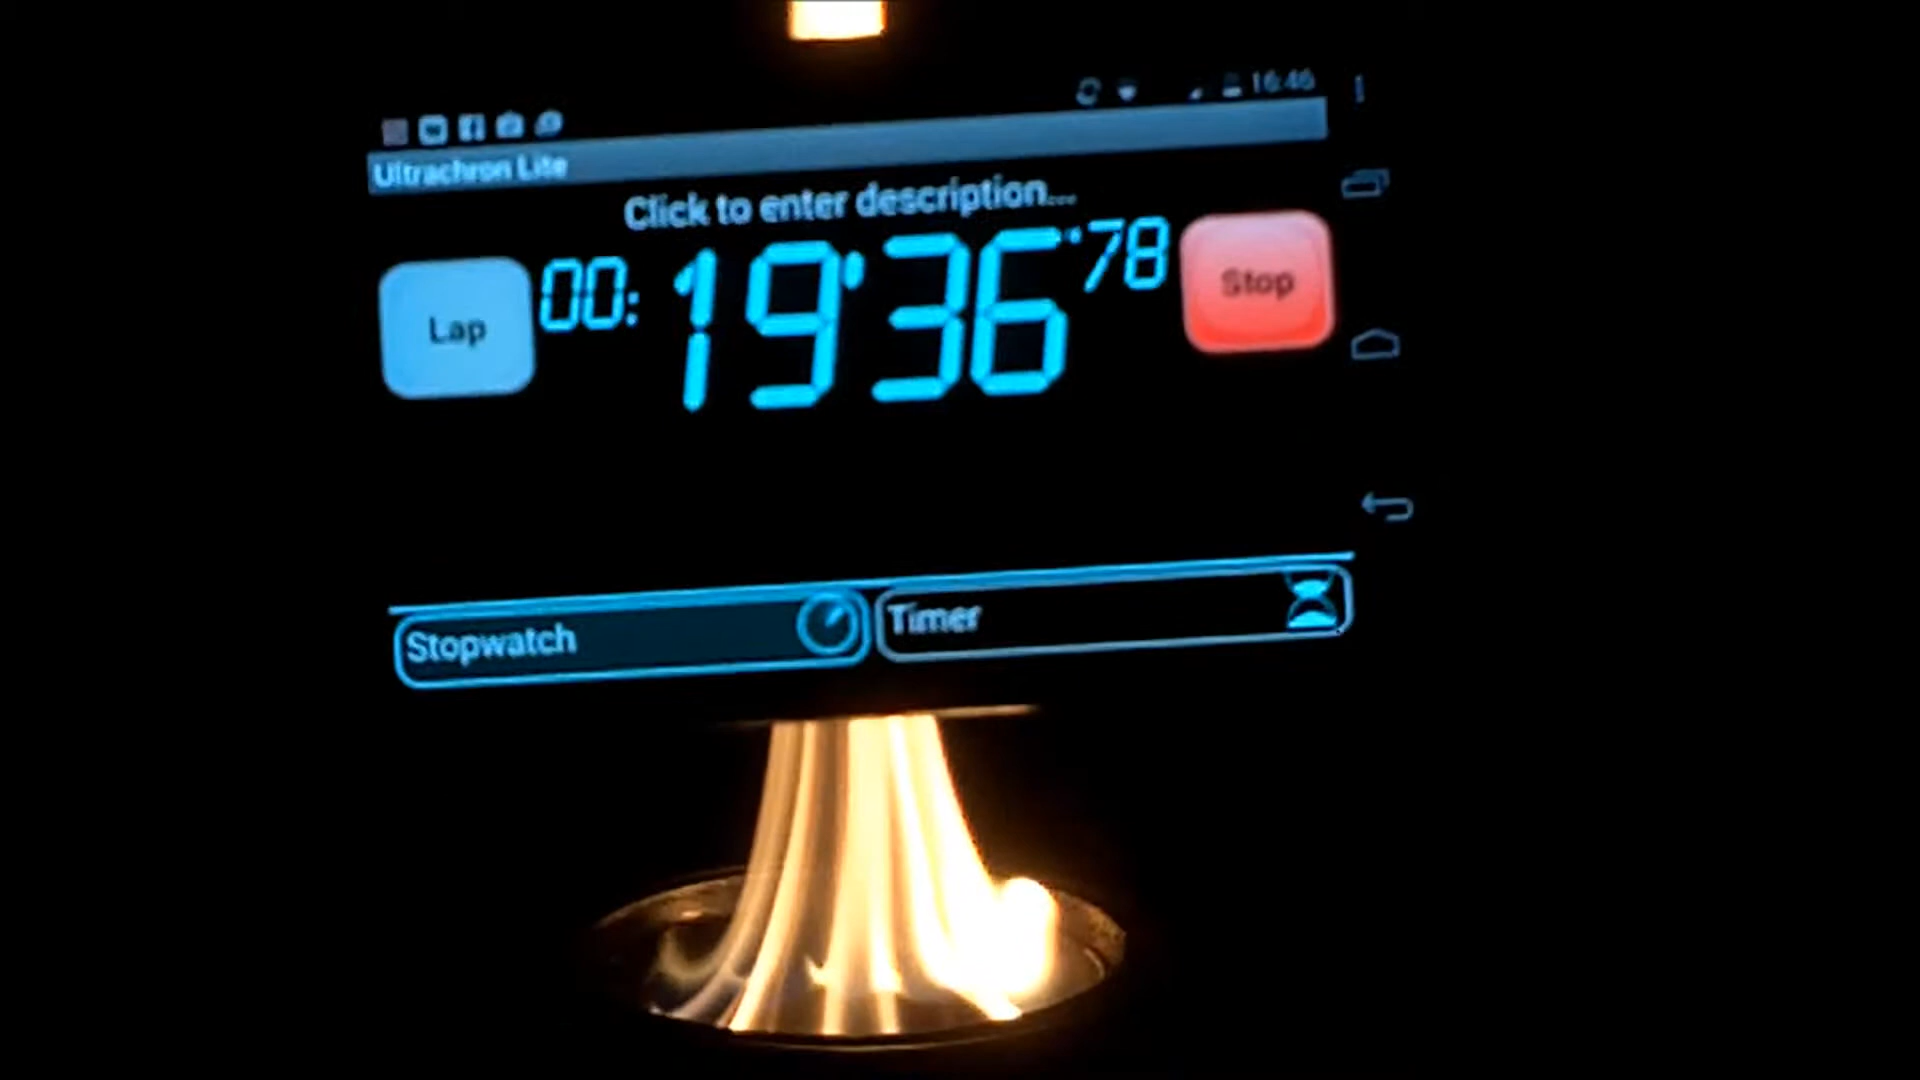 16:46
Ultrachron Lite
Click to enter description...
Lap
00: 19'36"78
Stop
Stopwatch
Timer